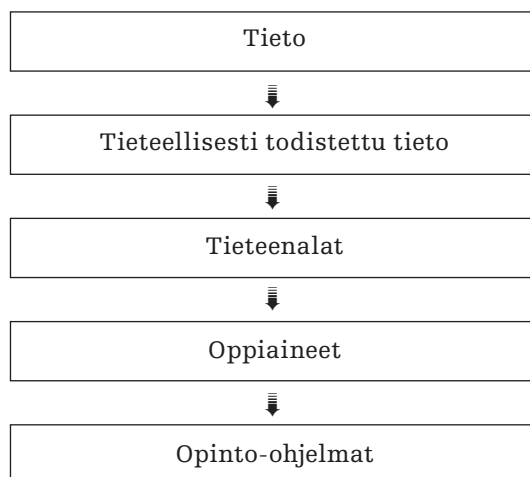 Tieto
Tieteellisesti todistettu tieto
Tieteenalat
Oppiaineet
Opinto-ohjelmat